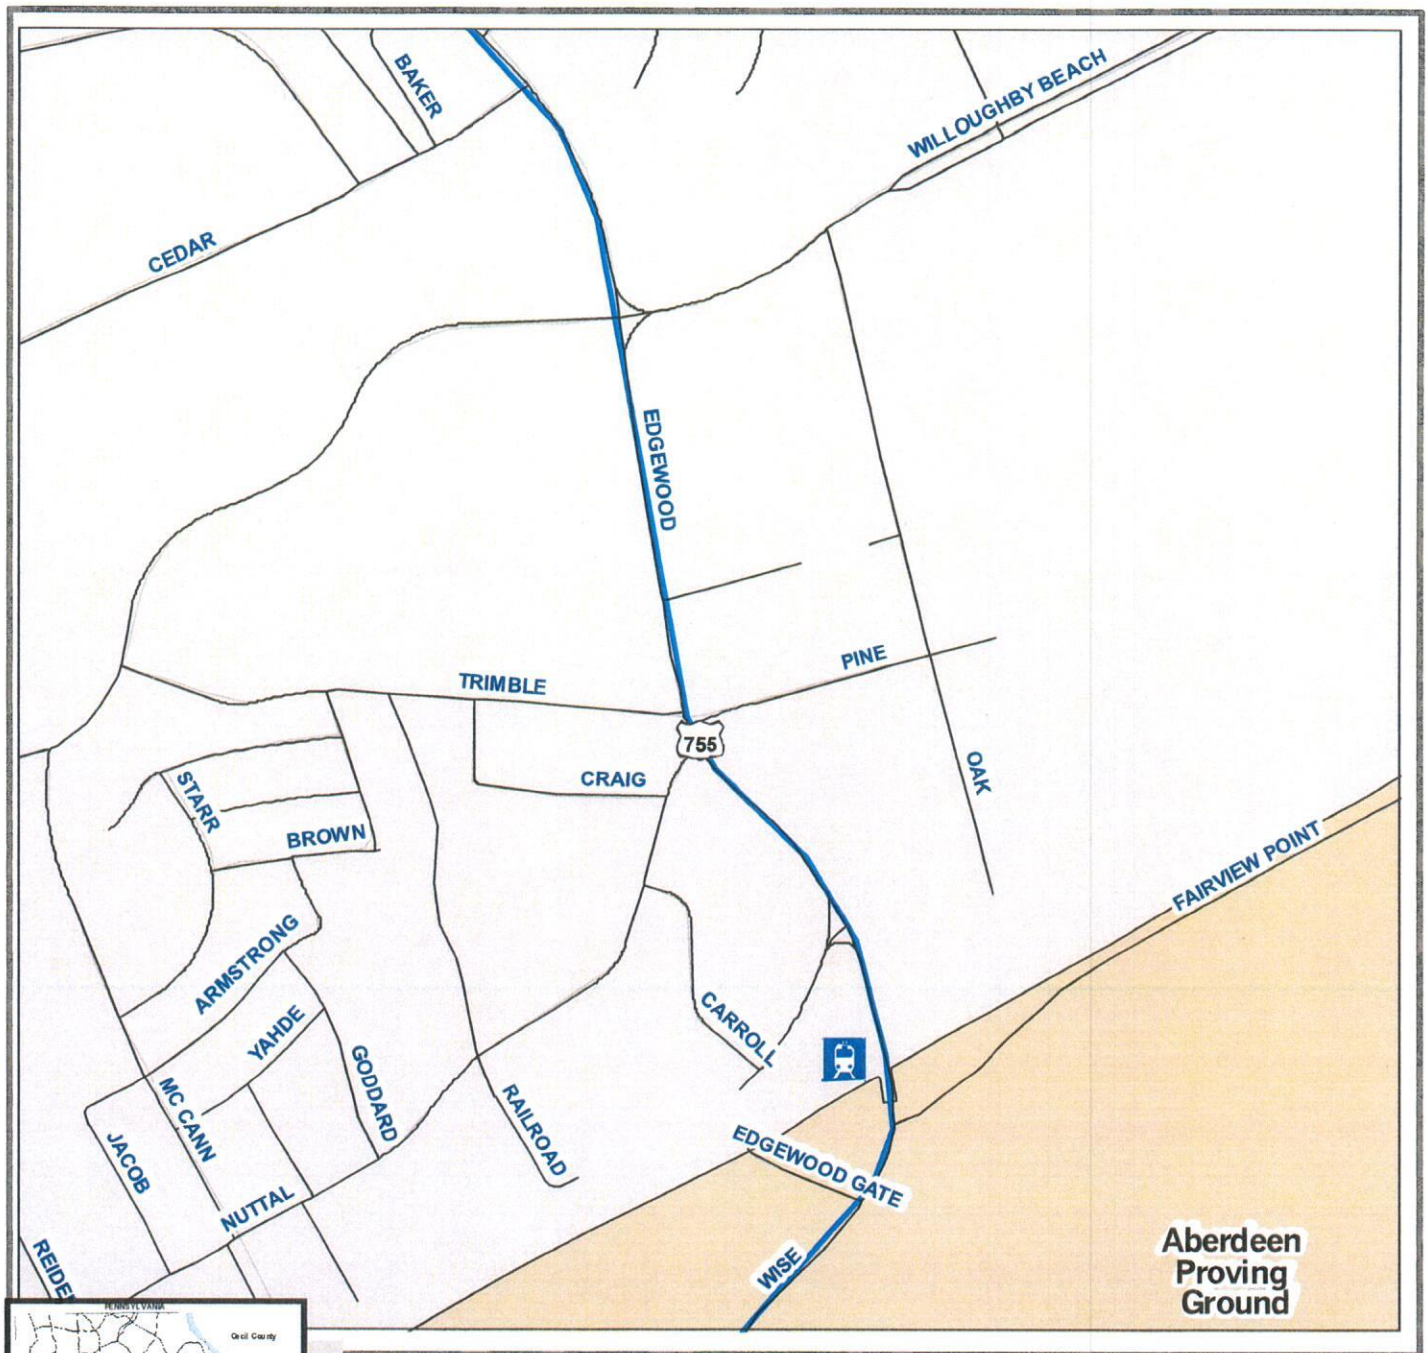 BAKER
WILLOUGHBY BEACH
CEDAR
EDGEWOOD
PINE
TRIMBLE
755
OAK
CRAIG
STARR
BROWN
FAIRVIEW POINT
ARMSTRONG
YAHDE
CARROLL
GODDARD
MC CANN
RAILROAD
JACOB
EDGEWOOD GATE
NUTTAL
WISE
Aberdeen
Proving
Ground
PENNSYLVANIA
Cecil County